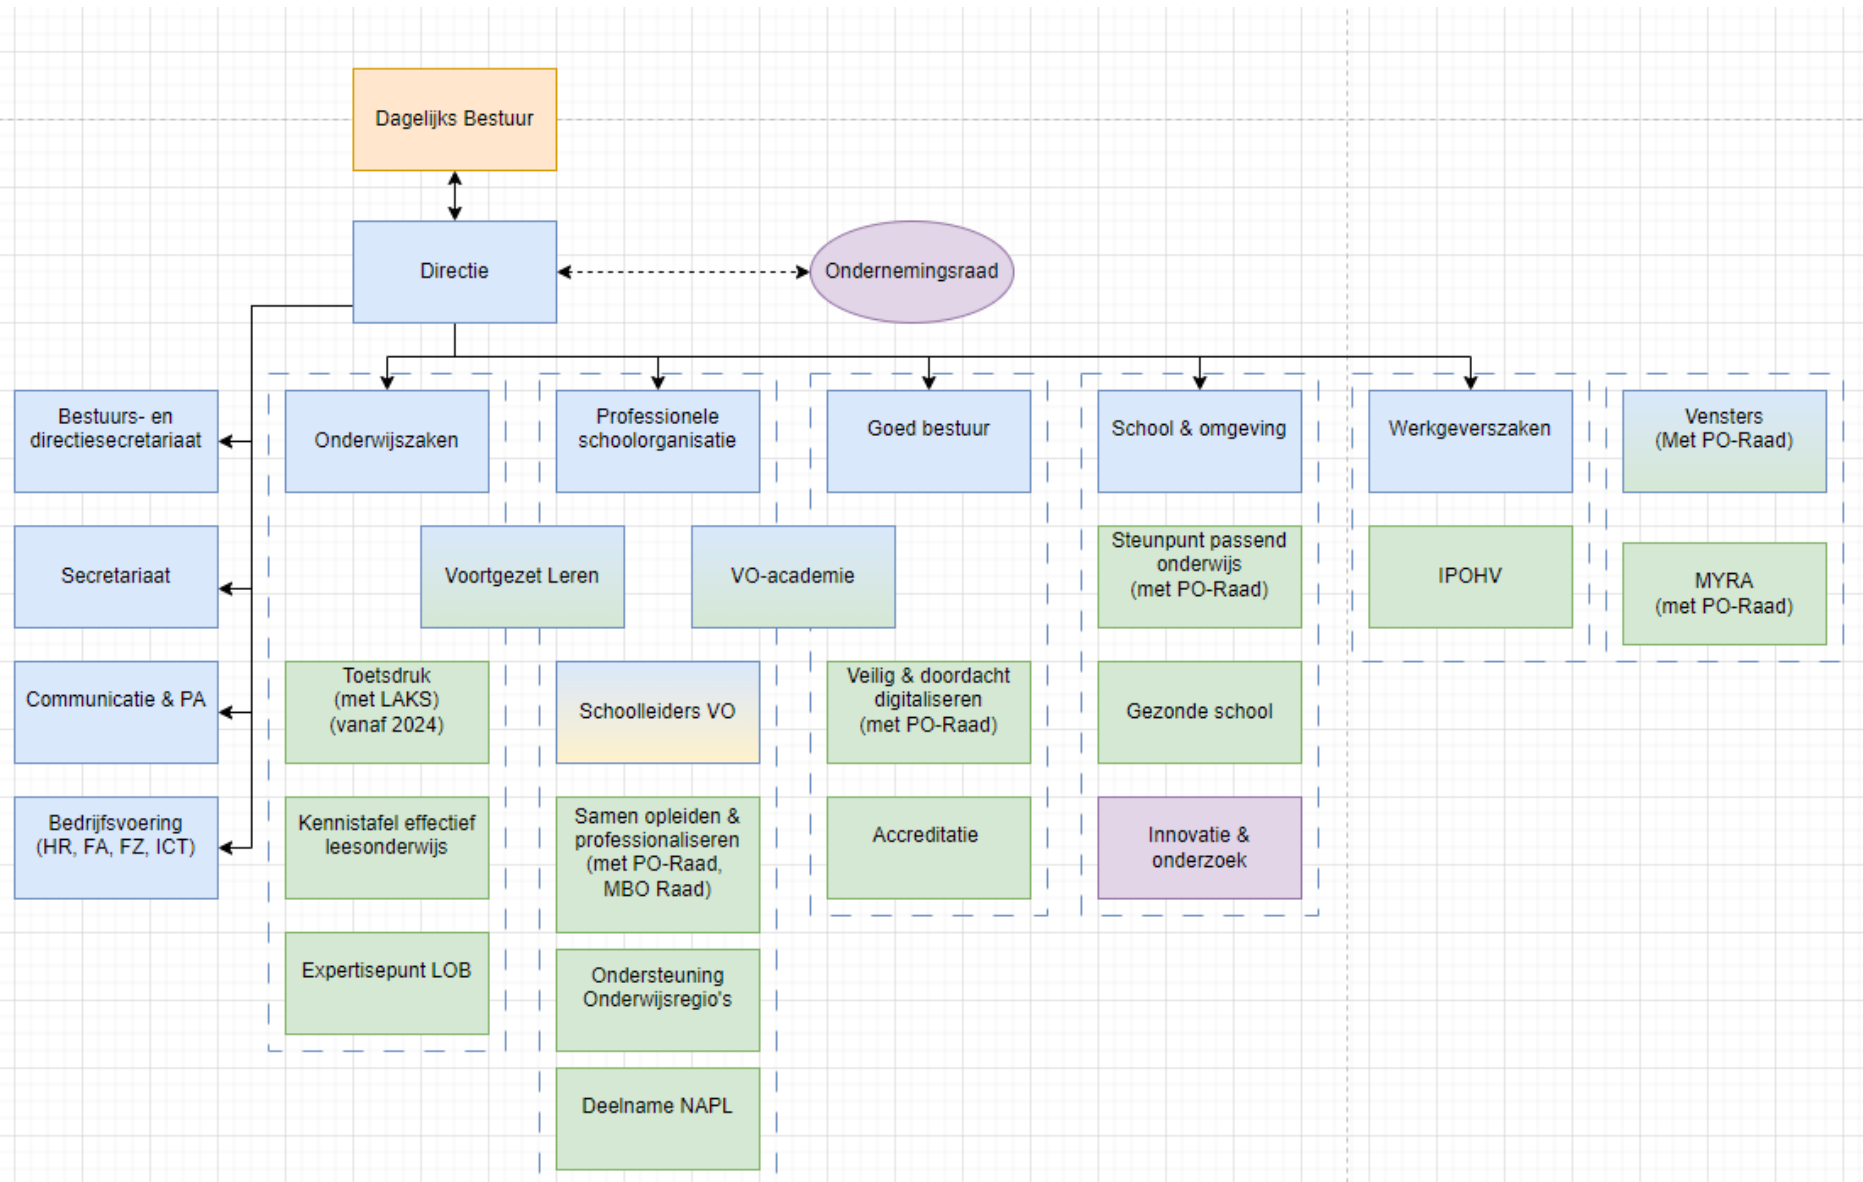 Dagelijks Bestuur
Directie
Ondernemingsraad
Bestuurs- en
directiesecretariaat
Onderwijszaken
Professionele
schoolorganisatie
Goed bestuur
School & omgeving
Werkgeverszaken
Vensters
(Met PO-Raad)
Secretariaat
Voortgezet Leren
VO-academie
Steunpunt passend
onderwijs
(met PO-Raad)
IPOHV
MYRA
(met PO-Raad)
Communicatie & PA
Toetsdruk
(met LAKS)
(vanaf 2024)
Schoolleiders VO
Veilig & doordacht
digitaliseren
(met PO-Raad)
Gezonde school
Bedrijfsvoering
(HR, FA, FZ, ICT)
Kennistafel effectief
leesonderwijs
Samen opleiden &
professionaliseren
(met PO-Raad,
MBO Raad)
Accreditatie
Innovatie &
onderzoek
Expertisepunt LOB
Ondersteuning
Onderwijsregio's
Deelname NAPL